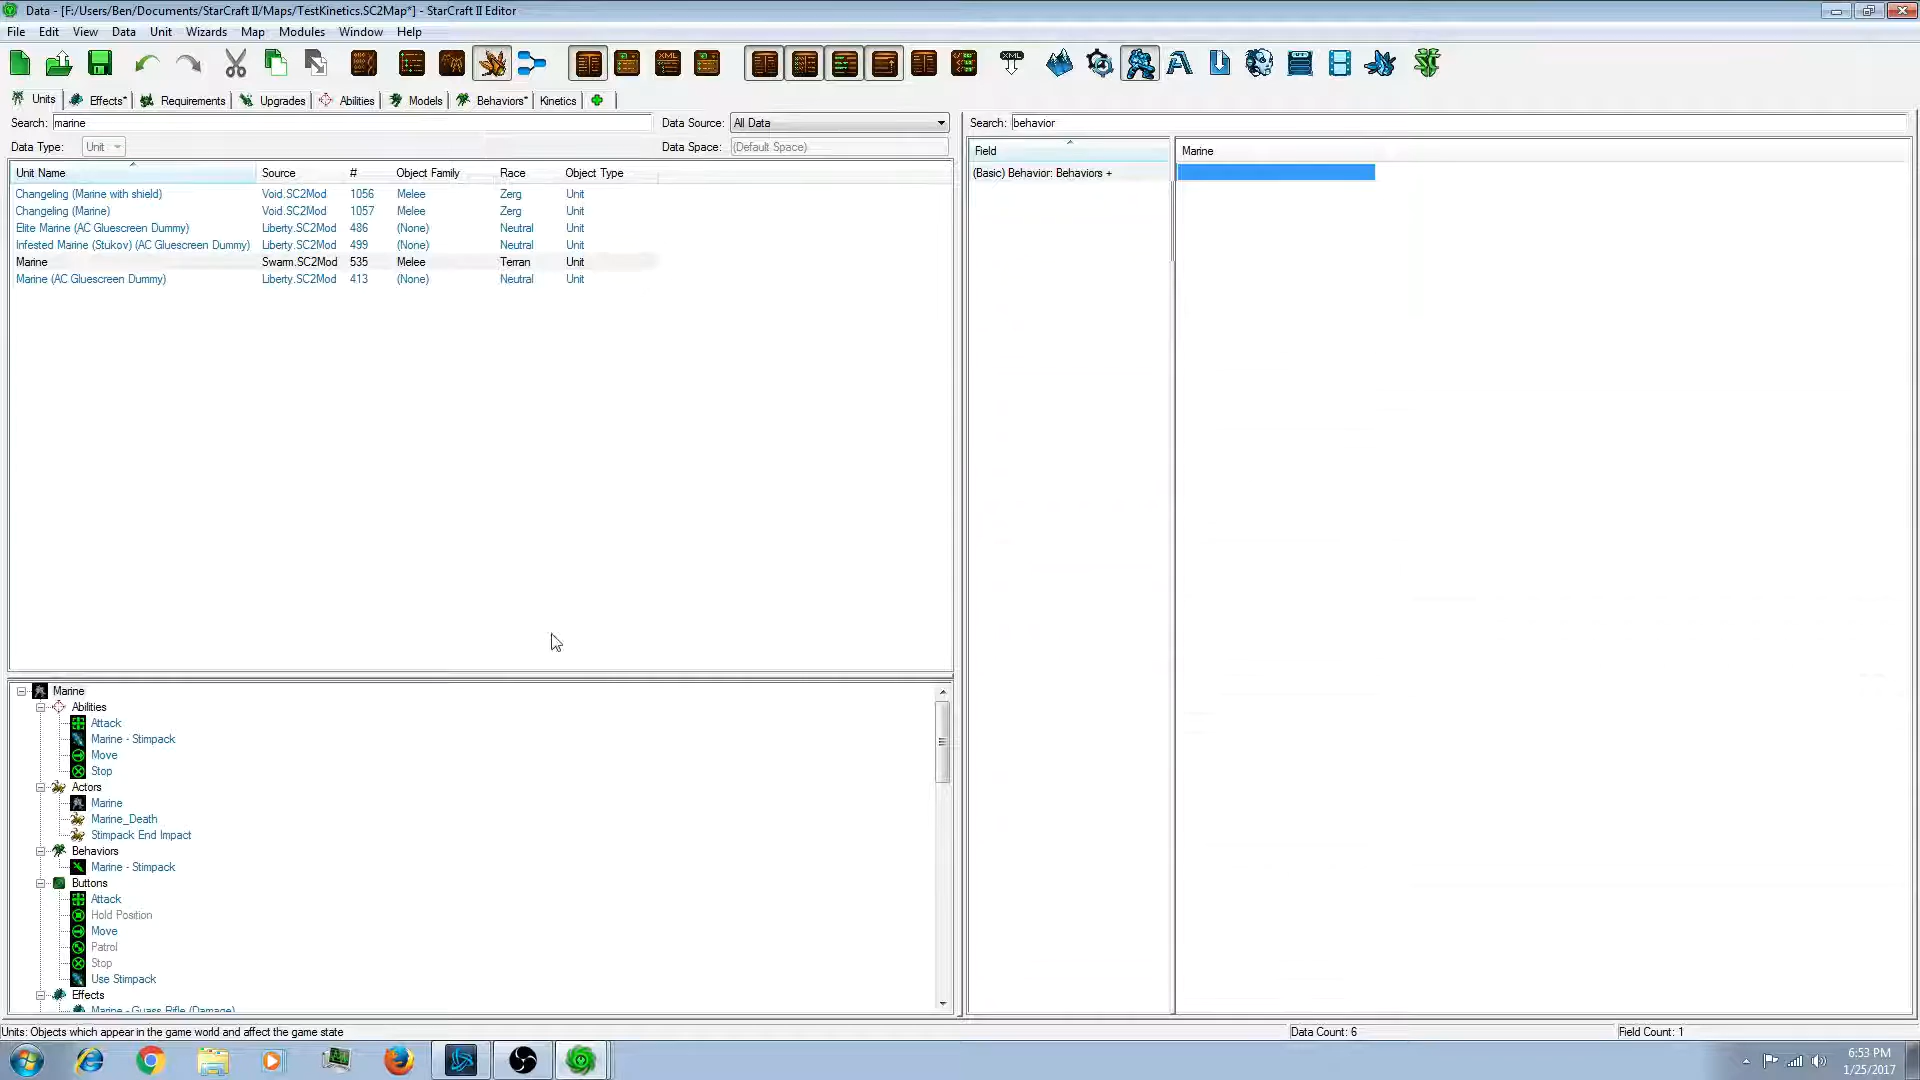 Data - [F:/Users/Ben/Documents/StarCraft II/Maps/TestKinetics.SC2Map*] - StarCraft II Editor
File Edit View Data Unit Wizards Map Modules Window Help
XML XML
Units Effects* Requirements Upgrades Abilities Models Behaviors* Kinetics
Search: marine Data Source: All Data Search: behavior
Data Type: Unit Data Space: (Default Space) Field Marine
Unit Name Source # Object Family Race Object Type (Basic) Behavior: Behaviors +
Changeling (Marine with shield) Void.SC2Mod 1056 Melee Zerg Unit
Changeling (Marine) Void.SC2Mod 1057 Melee Zerg Unit
Elite Marine (AC Gluescreen Dummy) Liberty.SC2Mod 486 (None) Neutral Unit
Infested Marine (Stukov) (AC Gluescreen Dummy) Liberty.SC2Mod 499 (None) Neutral Unit
Marine Swarm.SC2Mod 535 Melee Terran Unit
Marine (AC Gluescreen Dummy) Liberty.SC2Mod 413 (None) Neutral Unit
Marine
Abilities
Attack
Marine - Stimpack
Move
Stop
Actors
Marine
Marine_Death
Stimpack End Impact
Behaviors
Marine - Stimpack
Buttons
Attack
Hold Position
Move
Patrol
Stop
Use Stimpack
Effects
Marine - Guass Rifle (Damage)
Units: Objects which appear in the game world and affect the game state Data Count: 6 Field Count: 1
6:53 PM
1/25/2017